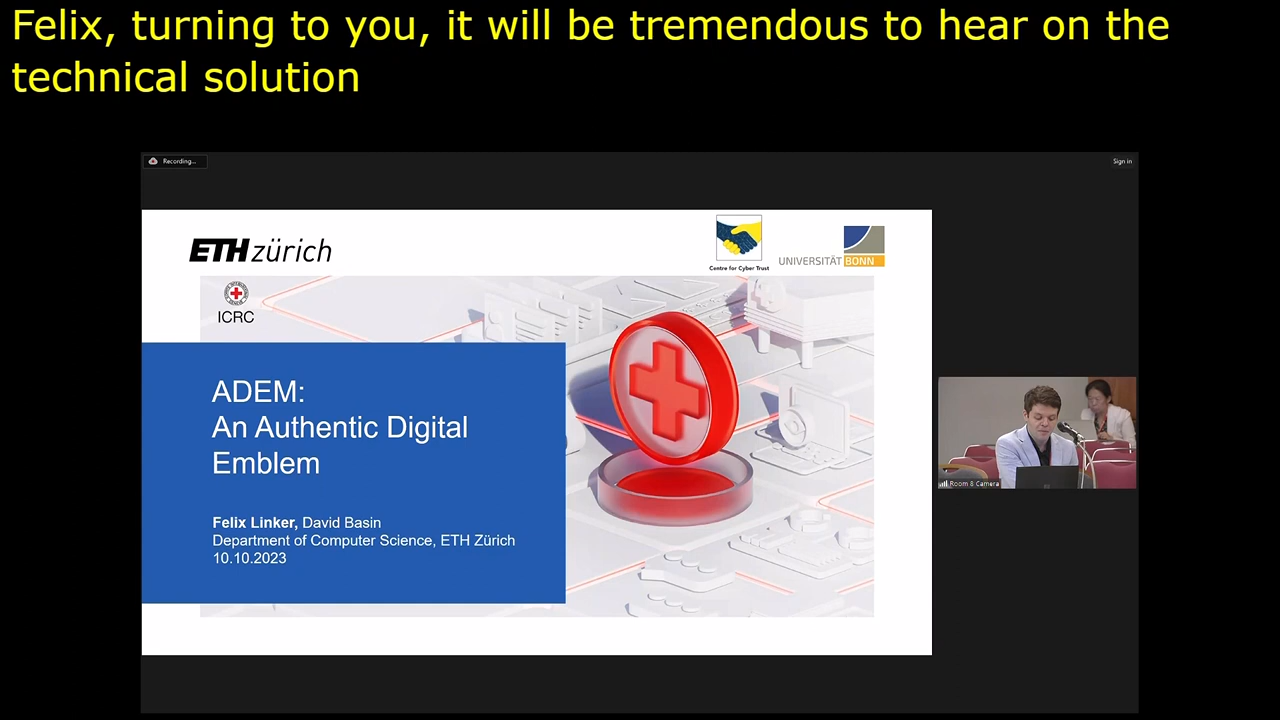 Felix, turning to you, it will be tremendous to hear on the
technical solution
Recording...
Sign in
ETH zürich
Centre for Cyber Trust
UNIVERSITÄT BONN
ICRC
ADEM:
An Authentic Digital
Emblem
Felix Linker, David Basin
Department of Computer Science, ETH Zürich
10.10.2023
Room 8 Camera